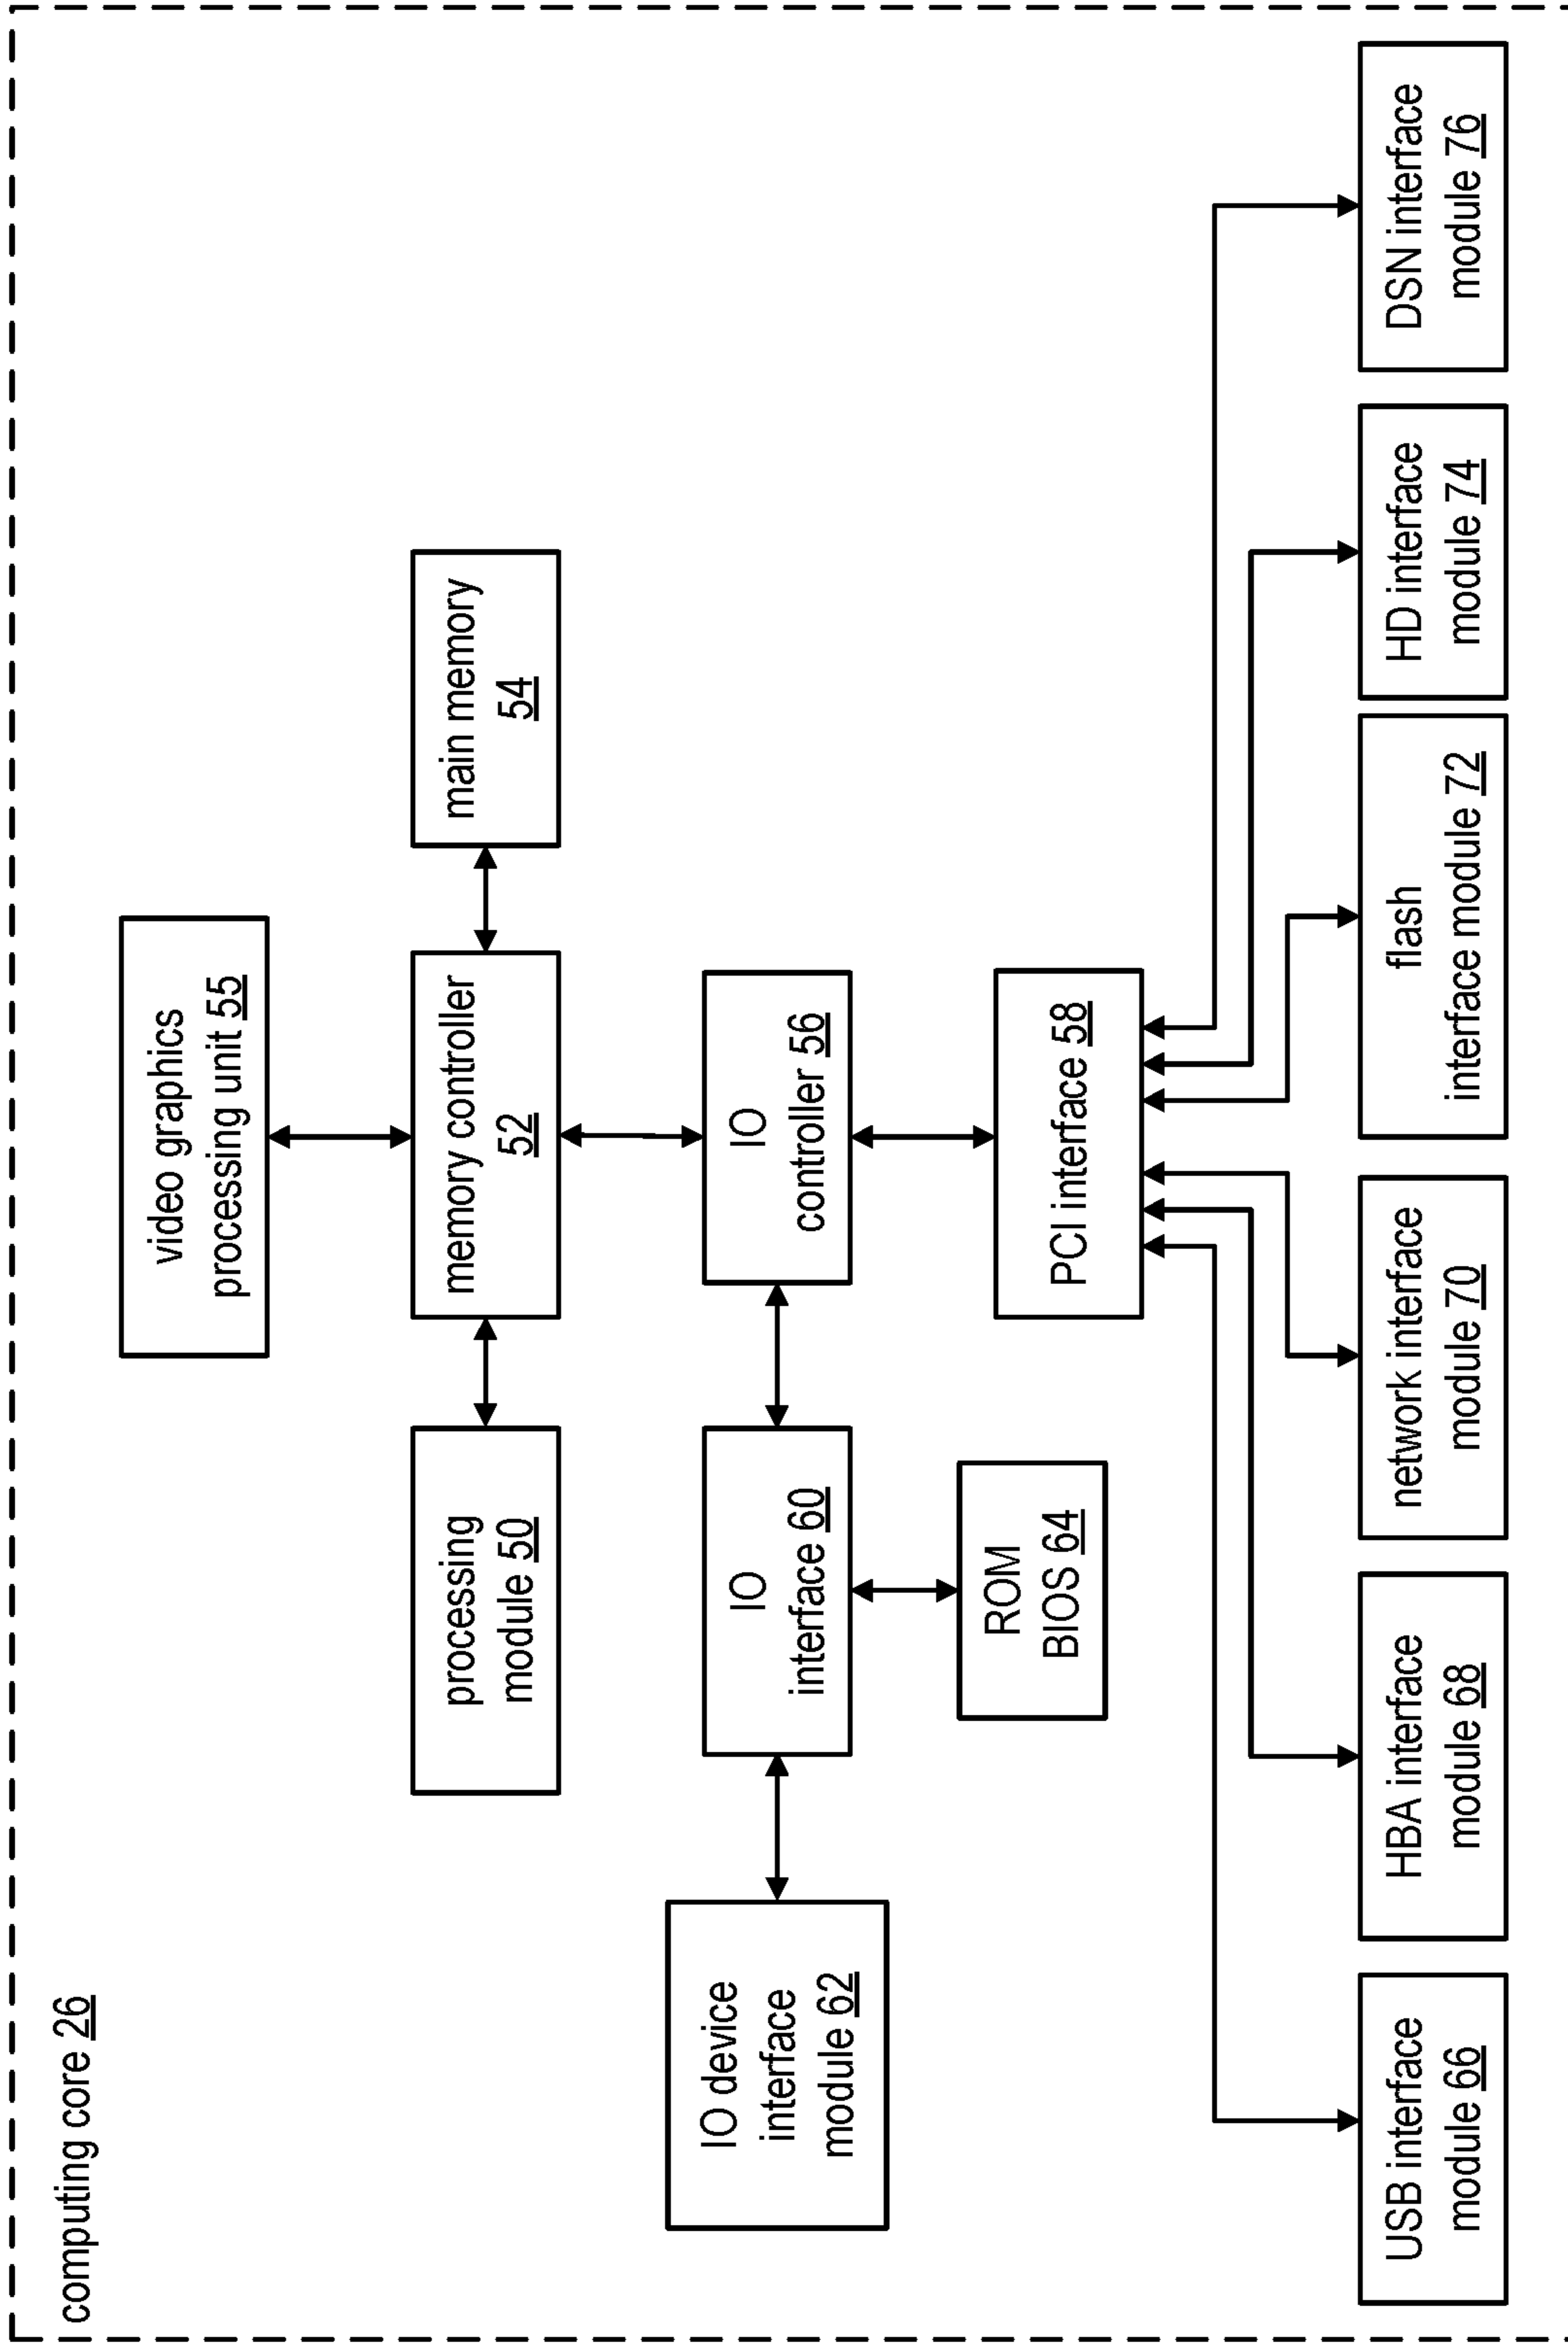 computing core 26
video graphics
processing unit 55
processing
module 50
memory controller
52
main memory
54
IO device
interface
module 62
IO
interface 60
IO
controller 56
ROM
BIOS 64
PCI interface 58
USB interface
module 66
HBA interface
module 68
network interface
module 70
flash
interface module 72
HD interface
module 74
DSN interface
module 76